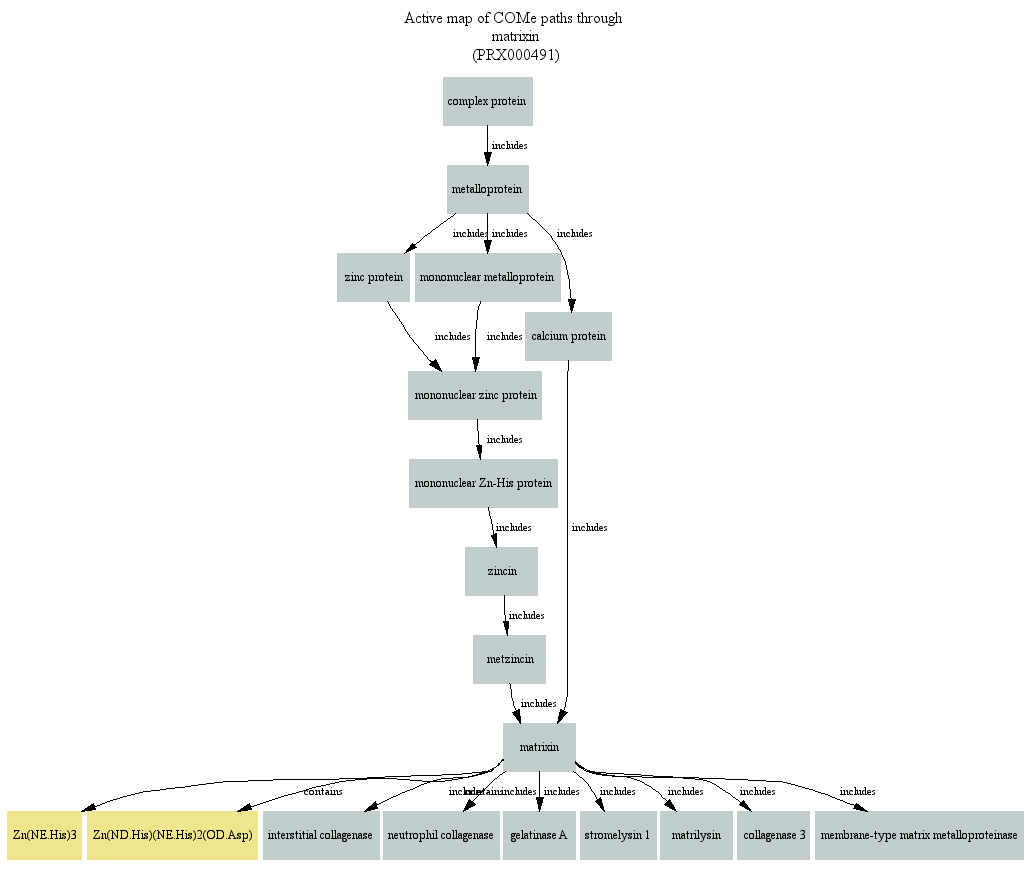 Active map of COMe paths through
matrixin
(PRX000491)
complex protein
includes
metalloprotein
includes
includes
includes
zinc protein
mononuclear metalloprotein
calcium protein
includes
includes
mononuclear zinc protein
includes
mononuclear Zn-His protein
includes
includes
zincin
includes
metzincin
includes
matrixin
contains
includes
contains
includes
includes
includes
includes
includes
includes
Zn(NE.His)3
Zn(ND.His)(NE.His)2(OD.Asp)
interstitial collagenase
neutrophil collagenase
gelatinase A
stromelysin 1
matrilysin
collagenase 3
membrane-type matrix metalloproteinase